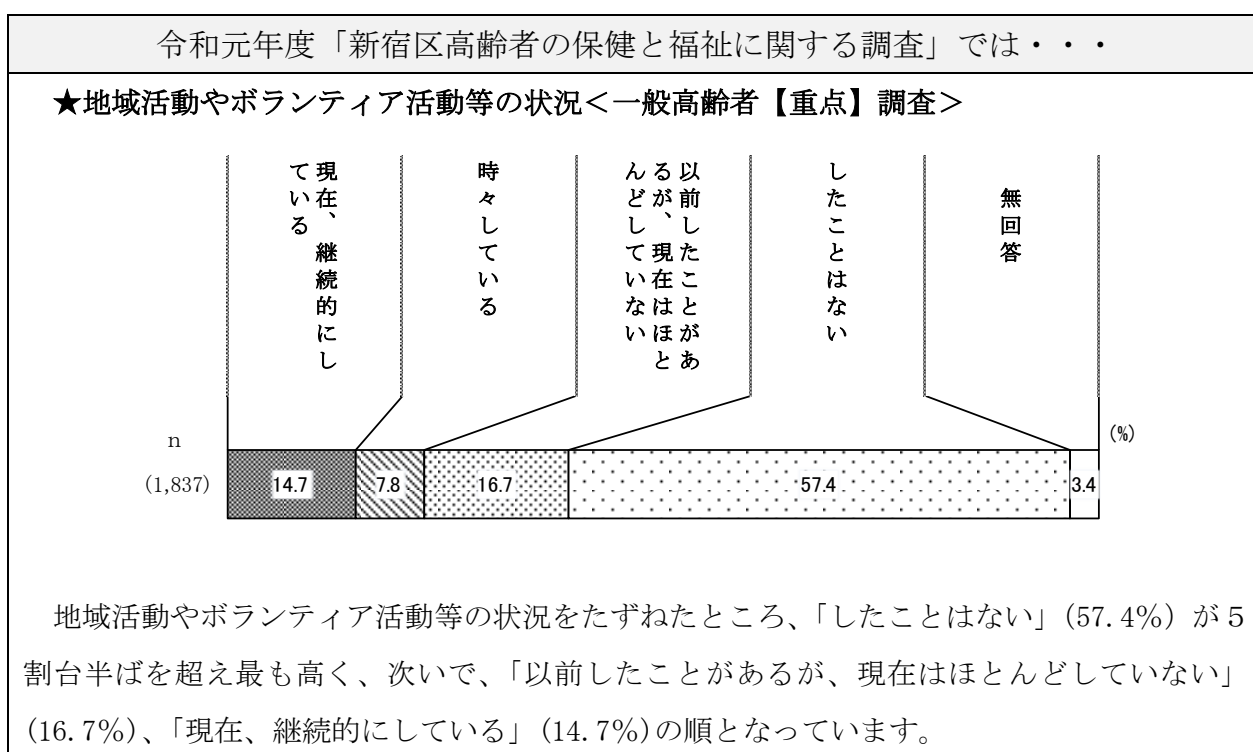 令和元年度「新宿区高齢者の保健と福祉に関する調査」では・・・
★地域活動やボランティア活動等の状況＜一般高齢者【重点】調査＞
現在、継続的にし
ている
時々している
以前したことがあ
るが、現在はほと
んどしていない
したことはない
無回答
(%)
n
(1,837)
14.7
7.8
16.7
57.4
3.4
地域活動やボランティア活動等の状況をたずねたところ、「したことはない」(57.4%) が５
割台半ばを超え最も高く、次いで、「以前したことがあるが、現在はほとんどしていない」
(16.7%)、「現在、継続的にしている」(14.7%)の順となっています。